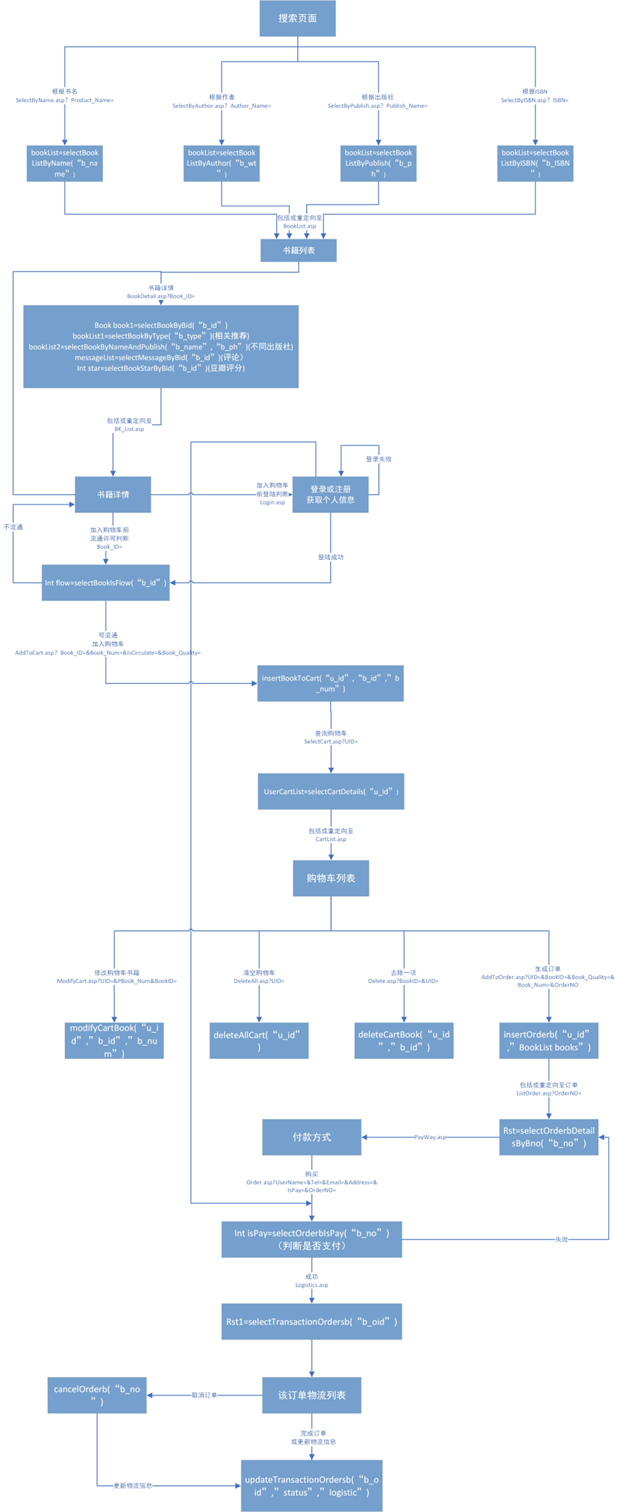 搜索页面
根据书名
SelectByName.asp? Product_Name=
根据作者
SelectByAuthor.asp? Author_Name=
根据出版社
SelectByPublish.asp? Publish_Name=
根据ISBN
SelectByISBN.asp? ISBN=
bookList=selectBook
ListByName(“b_na
me”)
bookList=selectBook
ListByAuthor(“b_wt
”)
bookList=selectBook
ListByPublish(“b_p
h”)
bookList=selectBook
ListByISBN(“b_ISBN
”)
包括或重定向至
BookList.asp
书籍列表
书籍详情
BookDetail.asp?Book_ID=
Book book1=selectBookByBid(“b_id”)
bookList1=selectBookByType(“b_type”)(相关推荐)
bookList2=selectBookByNameAndPublish(“b_name”,“b_ph”)(不同出版社)
messageList=selectMessageByBid(“b_id”)(评论)
Int star=selectBookStarByBid(“b_id”)(豆瓣评分)
包括或重定向至
BK_List.asp
书籍详情
加入购物车
前登陆判断
Login.asp
登录或注册
获取个人信息
登录失败
不流通
加入购物车前
流通许可判断
Book_ID=
登陆成功
Int flow=selectBookIsFlow(“b_id”)
可流通
加入购物车
AddToCart.asp? Book_ID=&Book_Num=&IsCirculate=&Book_Quality=
insertBookToCart(“u_id”,“b_id”,”b
_num”)
查询购物车
SelectCart.asp?UID=
UserCartList=selectCartDetails(“u_id”)
包括或重定向至
CartList.asp
购物车列表
修改购物车书籍
ModifyCart.asp?UID=&PBook_Num&BookID=
清空购物车
DeleteAll.asp?UID=
去除一项
Delete.asp?BookID=&UID=
生成订单
AddToOrder.asp?UID=&BookID=&Book_Quality=&
Book_Num=&OrderNO
modifyCartBook(“u_i
d”,”b_id”,”b_nu
m”)
deleteAllCart(“u_id”
)
deleteCartBook(“u_id
”,”b_id”)
insertOrderb(“u_id”
,”BookList books”)
包括或重定向至订单
ListOrder.asp?OrderNO=
付款方式
PayWay.asp
Rst=selectOrderbDetai
lsByBno(“b_no”)
购买
Order.asp?UserName=&Tel=&Email=&Address=&
IsPay=&OrderNO=
Int isPay=selectOrderbIsPay(“b_no”)
（判断是否支付）
失败
成功
Logistics.asp
Rst1=selectTransactionOrdersb(“b_oid”)
cancelOrderb(“b_no
”)
取消订单
该订单物流列表
完成订单
或更新物流信息
更新物流信息
updateTransactionOrdersb(“b_o
id”,”status”,”logistic”)